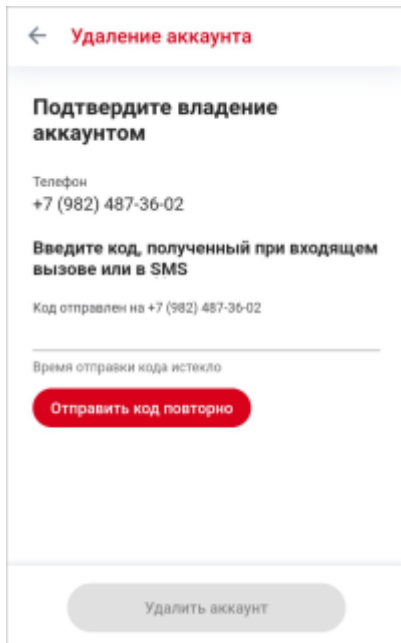 Удаление аккаунта
Подтвердите владение
аккаунтом
Телефон
+7 (982) 487-36-02
Введите код, полученный при входящем
вызове или в SMS
Код отправлен на +7 (982) 487-36-02
Время отправки кода истекло
Отправить код повторно
Удалить аккаунт